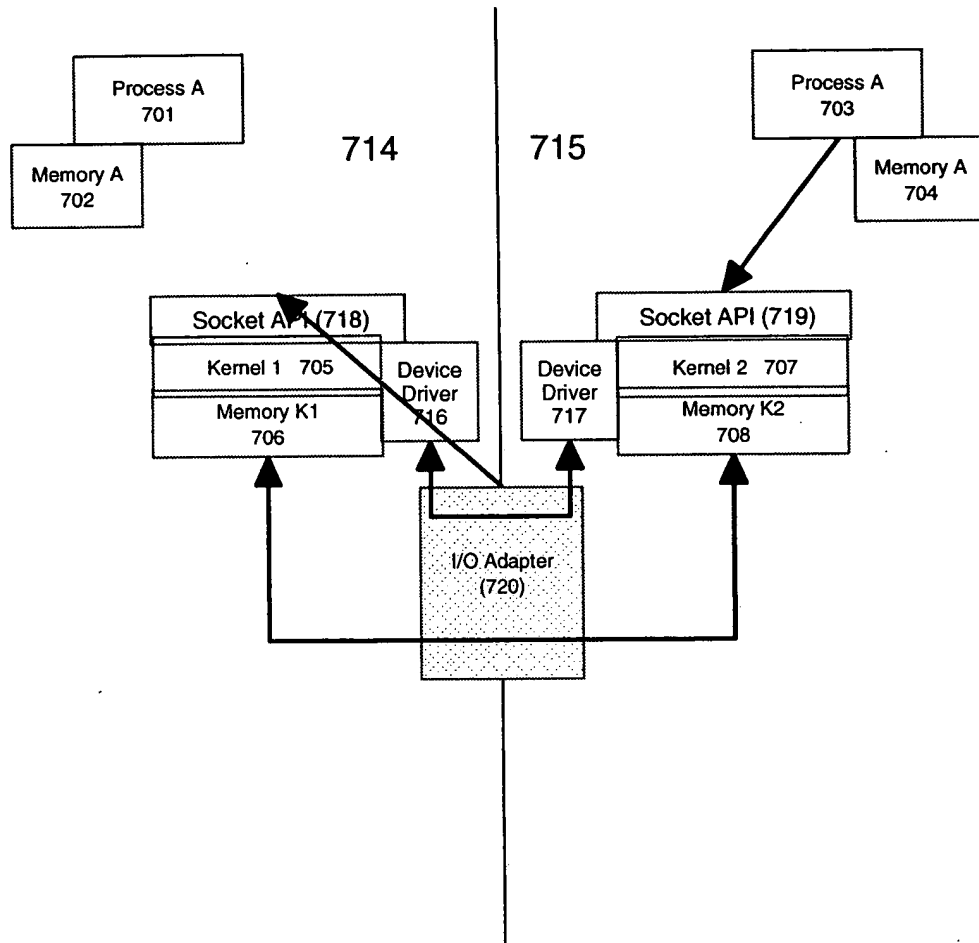 Process A
701
Memory A
702
714
715
Process A
703
Memory A
704
Socket API (718)
Kernel 1 705
Memory K1
706
Device
Driver
716
Device
Driver
717
Socket API (719)
Kernel 2 707
Memory K2
708
I/O Adapter
(720)